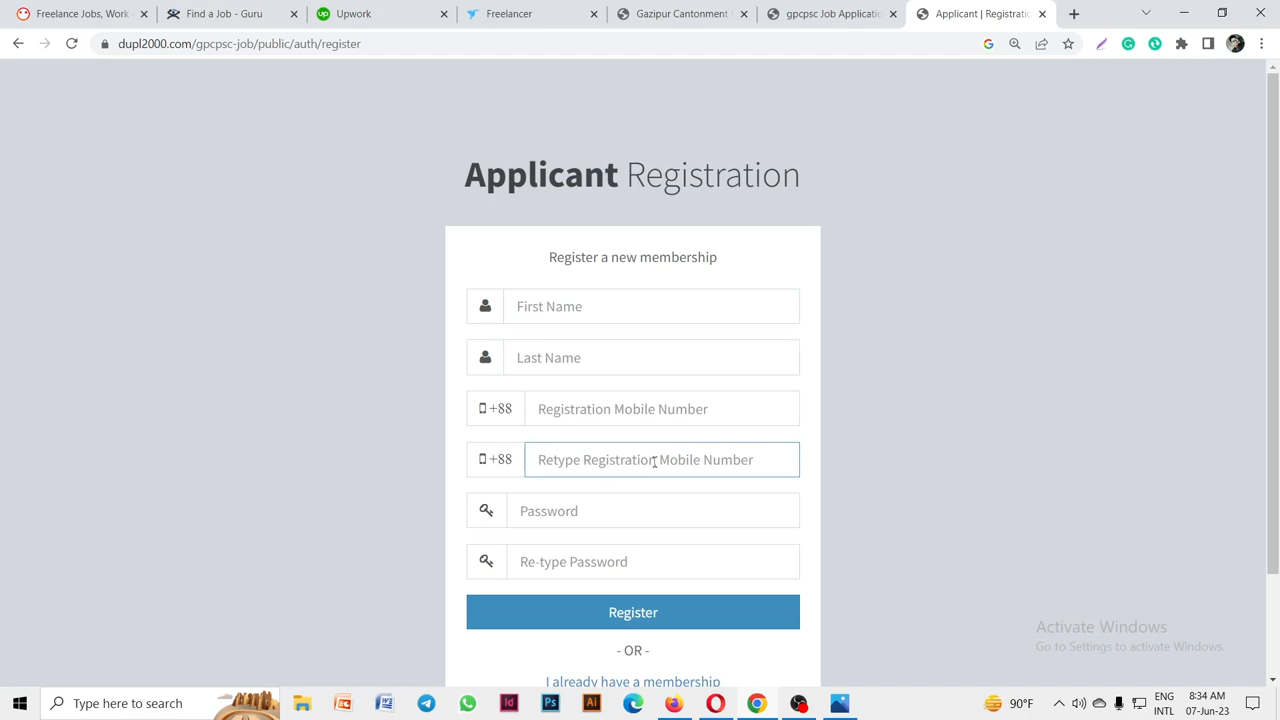 Freelance Jobs, Work
Find a Job - Guru
Upwork
Freelancer
Gazipur Cantonment
gpcpsc Job Applicatio
Applicant | Registratio
dupl2000.com/gpcpsc-job/public/auth/register
Applicant Registration
Register a new membership
First Name
Last Name
+88 Registration Mobile Number
+88 Retype Registration Mobile Number
Password
Re-type Password
Register
- OR -
I already have a membership
Activate Windows
Go to Settings to activate Windows.
Type here to search
90°F
ENG
INTL
8:34 AM
07-Jun-23